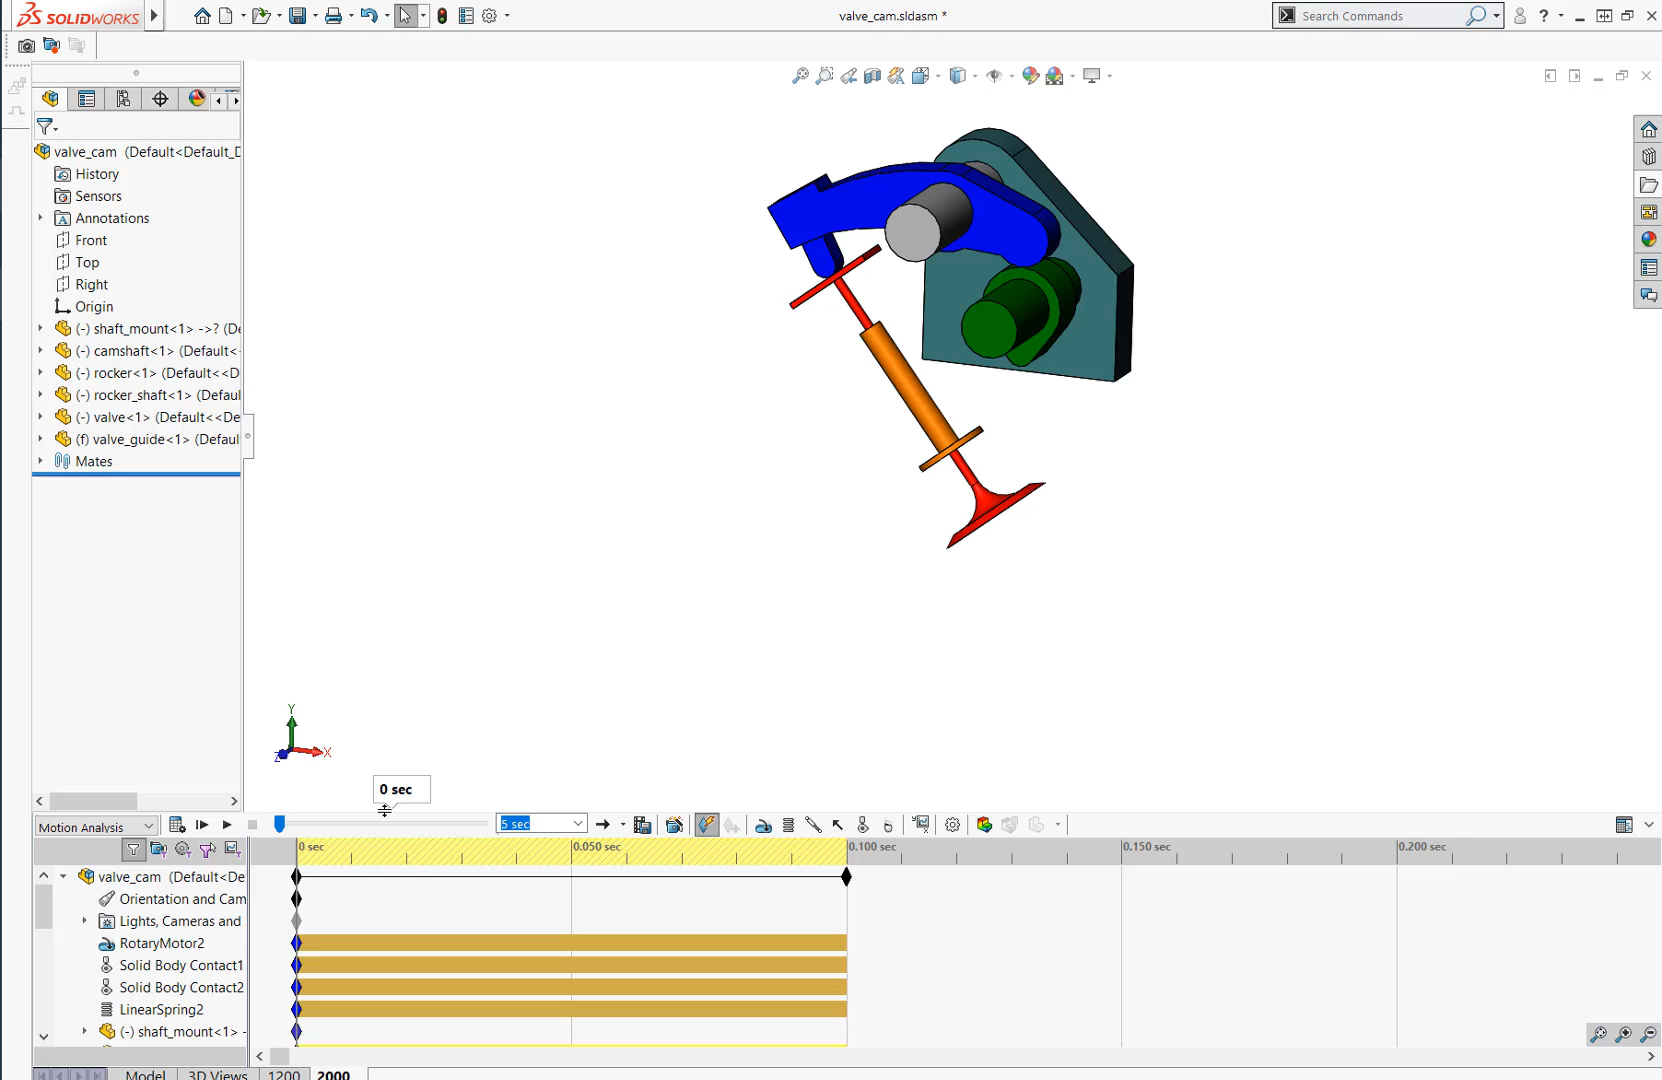 SOLIDWORKS
valve_cam.sldasm *
Search Commands
?
valve_cam (Default<Default_D
History
Sensors
A Annotations
Front
Top
Right
Origin
(-) shaft_mount<1> ->? (De
(-) camshaft<1> (Default<
(-) rocker<1> (Default<<D
(-) rocker_shaft<1> (Defaul
(-) valve<1> (Default<<De
(f) valve_guide<1> (Defaul
Mates
Y
X
Z
0 sec
Motion Analysis
5 sec
0 sec
0.050 sec
0.100 sec
0.150 sec
0.200 sec
valve_cam (Default<De
Orientation and Cam
Lights, Cameras and
RotaryMotor2
Solid Body Contact1
Solid Body Contact2
LinearSpring2
(-) shaft_mount<1> -
Model
3D Views
1200
2000